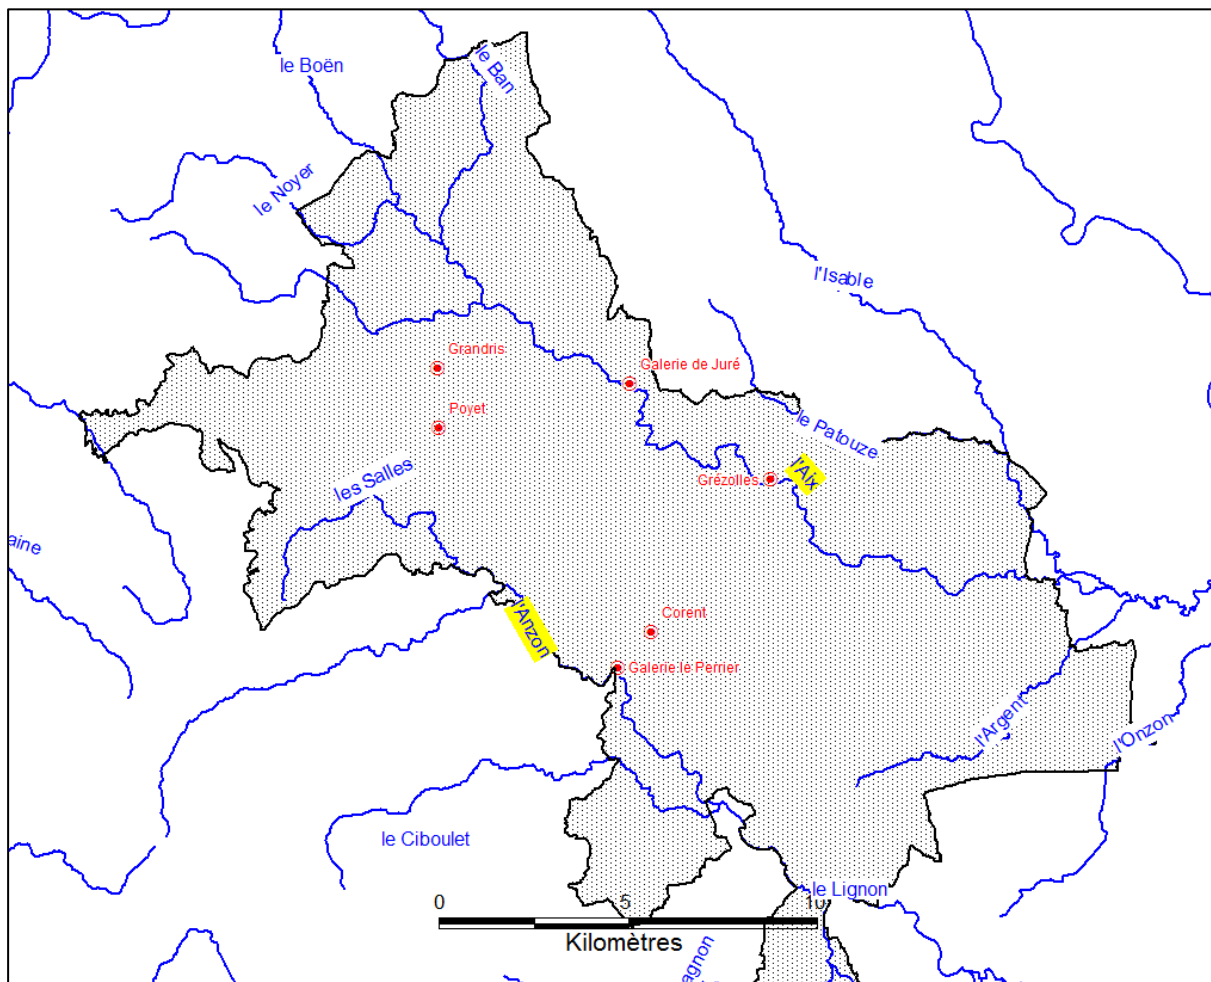 le Boën
le Ban
le Noyer
l'Isable
Grandris
Galerie de Juré
Poyet
le Patouze
les Salles
Grézolles
l'Aix
aine
Corent
l'Anzon
Galerie le Perrier
l'Argent
l'Onzon
le Ciboulet
le Lignon
0 5 10
Kilomètres
agnon